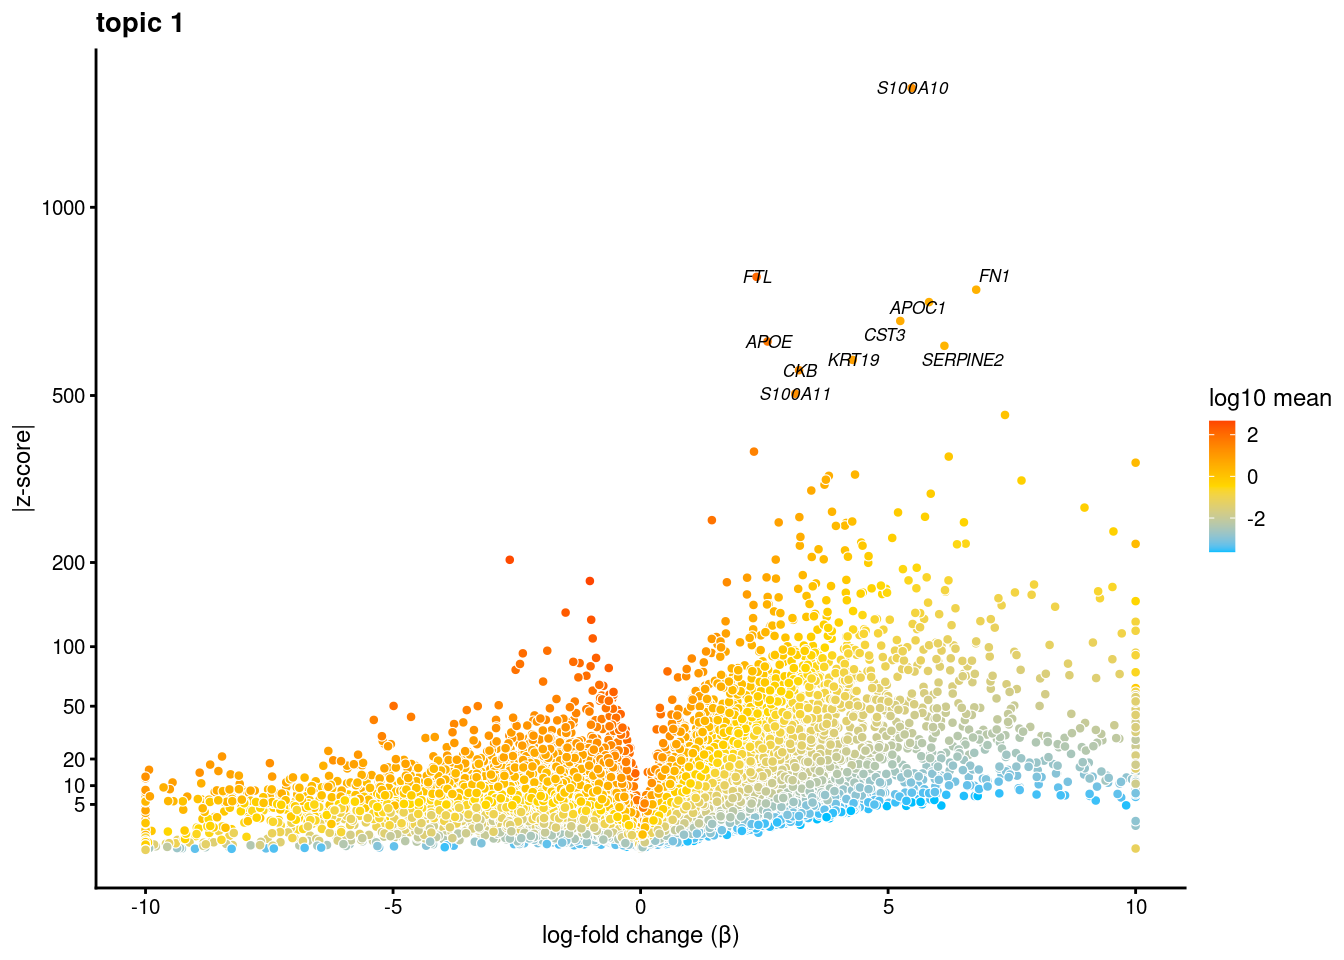 topic 1
S100A10
1000
FTL
FN1
APOC1
CST3
APOE
KRT19
SERPINE2
CKB
S100A11
500
200
100
50
20
10
5
|z-score|
-10
-5
0
5
10
log-fold change (β)
log10 mean
2
0
-2